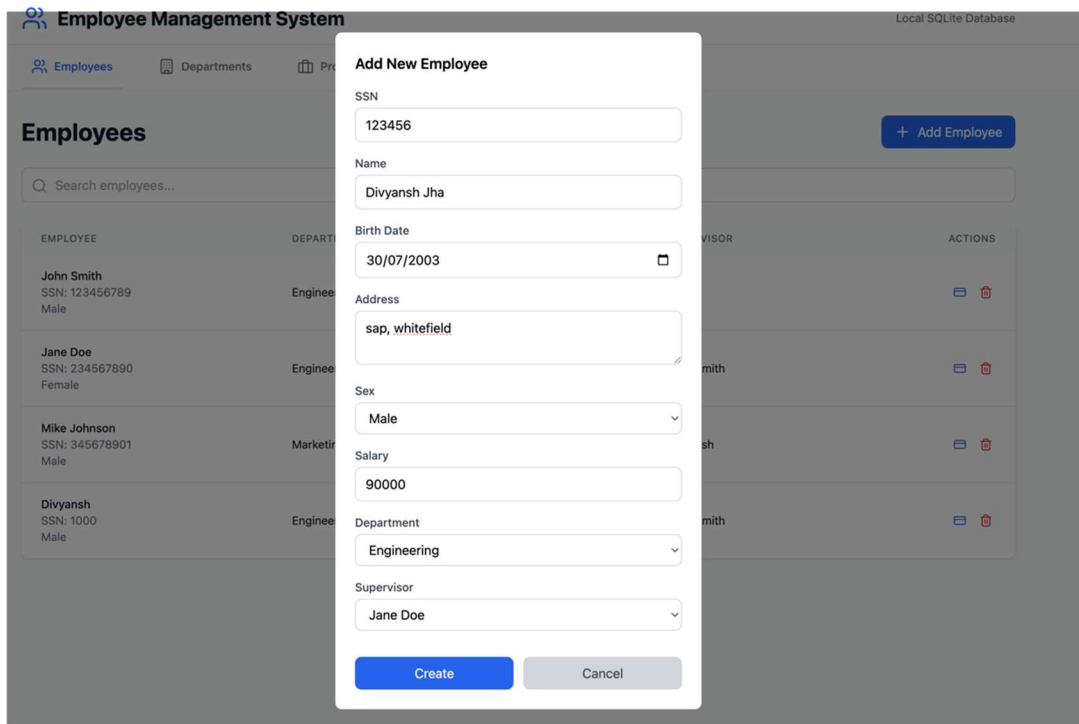 Employee Management System
Local SQLite Database
Employees
Departments
Pro
Employees
+ Add Employee
Search employees...
EMPLOYEE
DEPARTM
VISOR
ACTIONS
John Smith
SSN: 123456789
Male
Enginee
Jane Doe
SSN: 234567890
Female
Enginee
mith
Mike Johnson
SSN: 345678901
Male
Marketin
sh
Divyansh
SSN: 1000
Male
Enginee
mith
Add New Employee
SSN
123456
Name
Divyansh Jha
Birth Date
30/07/2003
Address
sap, whitefield
Sex
Male
Salary
90000
Department
Engineering
Supervisor
Jane Doe
Create
Cancel